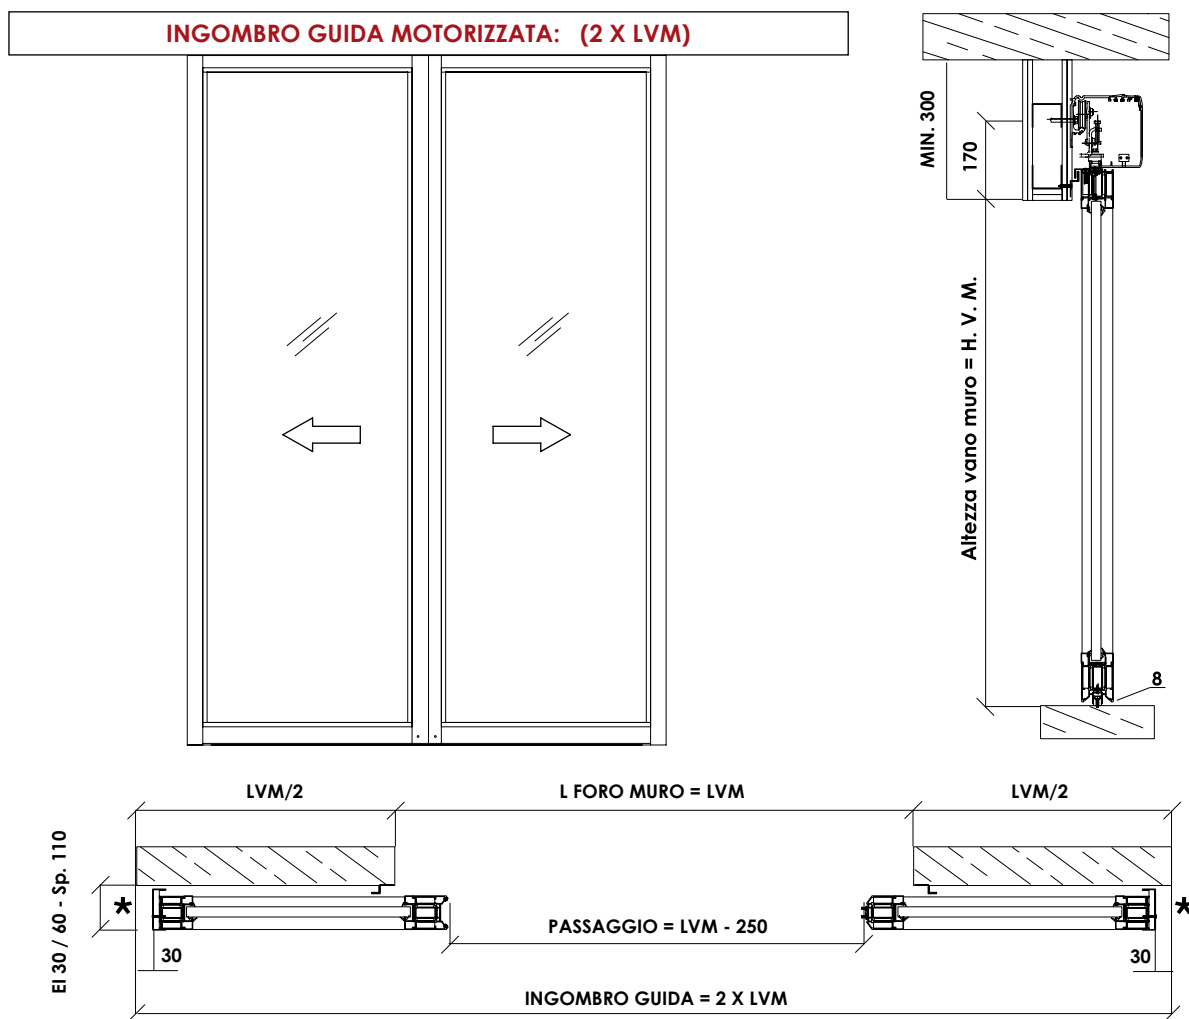 INGOMBRO GUIDA MOTORIZZATA: (2 X LVM)
MIN. 300
170
Altezza vano muro = H. V. M.
8
LVM/2
L FORO MURO = LVM
LVM/2
EI 30 / 60 - Sp. 110
*
*
PASSAGGIO = LVM - 250
30
30
INGOMBRO GUIDA = 2 X LVM